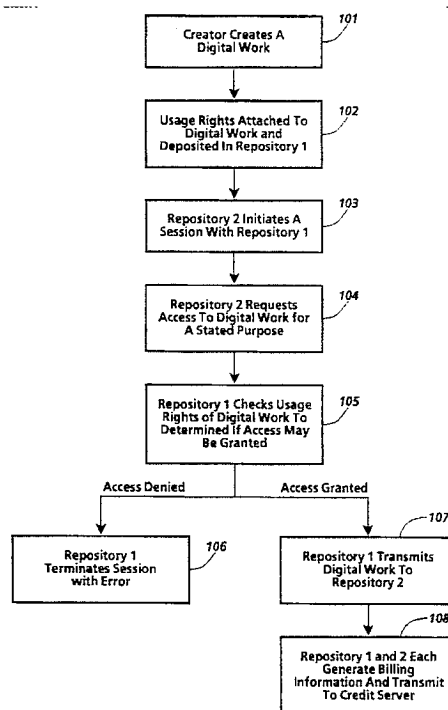 101
Creator Creates A
Digital Work
102
Usage Rights Attached To
Digital Work and
Deposited In Repository 1
103
Repository 2 Initiates A
Session With Repository 1
104
Repository 2 Requests
Access To Digital Work for
A Stated Purpose
105
Repository 1 Checks Usage
Rights of Digital Work To
Determined If Access May
Be Granted
Access Denied
Access Granted
106
Repository 1
Terminates Session
with Error
107
Repository 1 Transmits
Digital Work To
Repository 2
108
Repository 1 and 2 Each
Generate Billing
Information And Transmit
To Credit Server